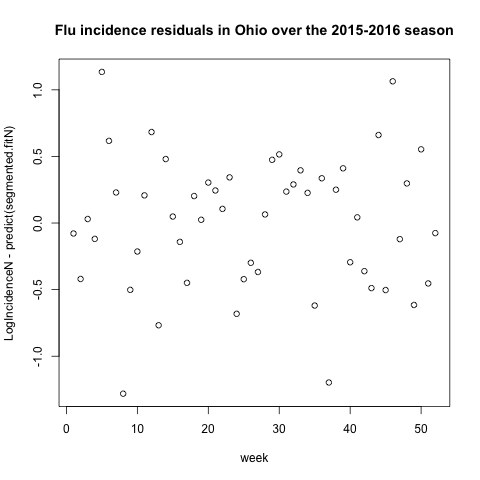 Flu incidence residuals in Ohio over the 2015-2016 season
LogIncidenceN - predict(segmented.fitN)
1.0
0.5
0.0
-0.5
-1.0
0 10 20 30 40 50
week